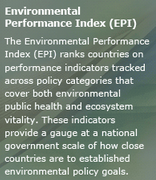 Environmental
Performance Index (EPI)
The Environmental Performance
Index (EPI) ranks countries on
performance indicators tracked
across policy categories that
cover both environmental
public health and ecosystem
vitality. These indicators
provide a gauge at a national
government scale of how close
countries are to established
environmental policy goals.